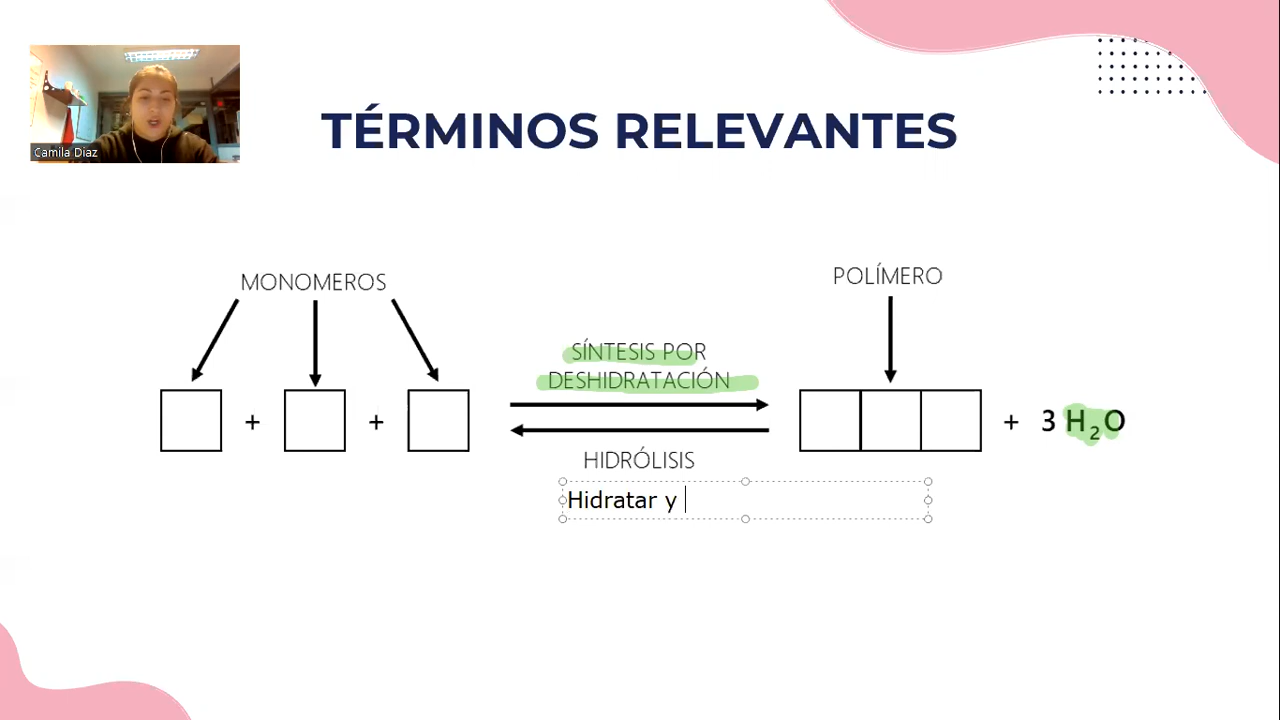 Camila Diaz
TÉRMINOS RELEVANTES
MONOMEROS
POLÍMERO
SÍNTESIS POR
DESHIDRATACIÓN
+ + + 3 H₂O
HIDRÓLISIS
Hidratar y